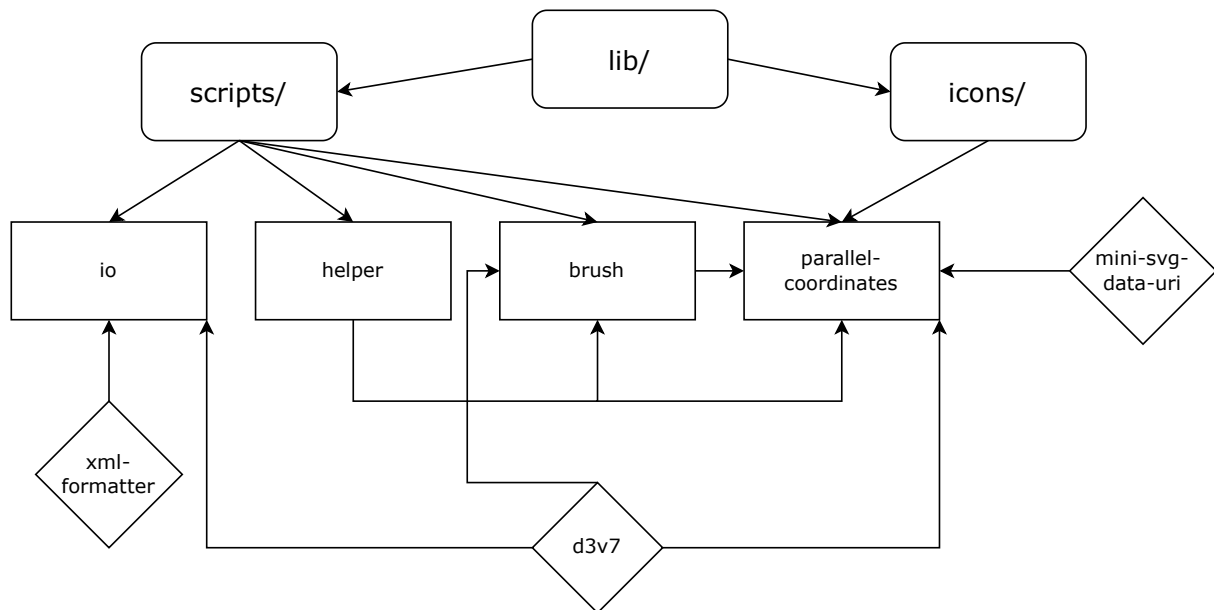 lib/
scripts/
icons/
io
helper
brush
parallel-
coordinates
mini-svg-
data-uri
xml-
formatter
d3v7